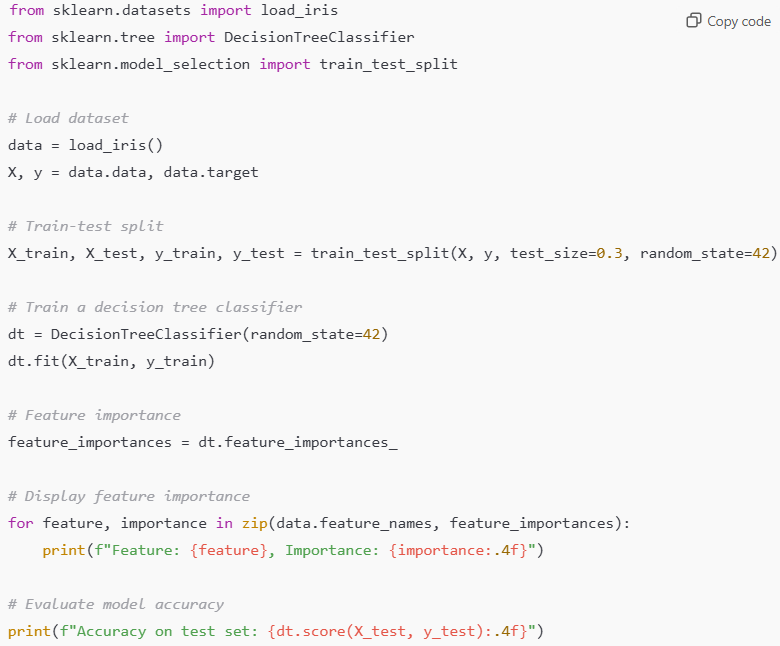 from sklearn.datasets import load_iris
Copy code
from sklearn.tree import DecisionTreeClassifier
from sklearn.model_selection import train_test_split
# Load dataset
data = load_iris()
X, y = data.data, data.target
# Train-test split
X_train, X_test, y_train, y_test = train_test_split(X, y, test_size=0.3, random_state=42)
# Train a decision tree classifier
dt = DecisionTreeClassifier(random_state=42)
dt.fit(X_train, y_train)
# Feature importance
feature_importances = dt.feature_importances_
# Display feature importance
for feature, importance in zip(data.feature_names, feature_importances):
    print(f"Feature: {feature}, Importance: {importance:.4f}")
# Evaluate model accuracy
print(f"Accuracy on test set: {dt.score(X_test, y_test):.4f}")